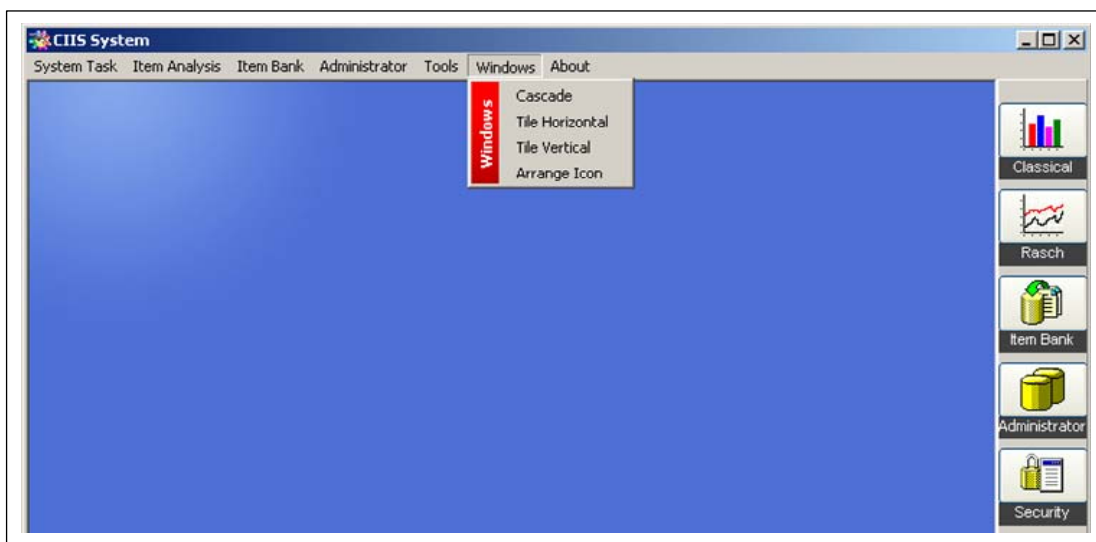 CIIS System
System Task Item Analysis Item Bank Administrator Tools Windows About
Windows
Cascade
Tile Horizontal
Tile Vertical
Arrange Icon
Classical
Rasch
Item Bank
Administrator
Security